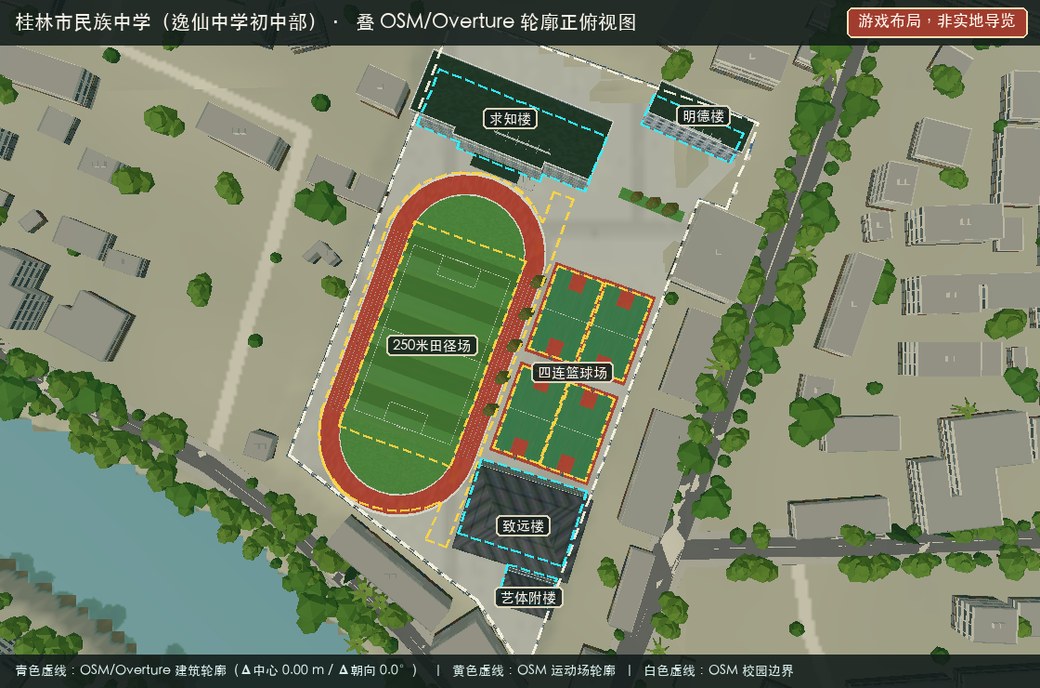 桂林市民族中学（逸仙中学初中部）· 叠 OSM/Overture 轮廓正俯视图
游戏布局，非实地导览
求知楼
明德楼
250米田径场
四连篮球场
致远楼
艺体附楼
青色虚线：OSM/Overture 建筑轮廓（Δ中心 0.00 m / Δ朝向 0.0°） | 黄色虚线：OSM 运动场轮廓 | 白色虚线：OSM 校园边界